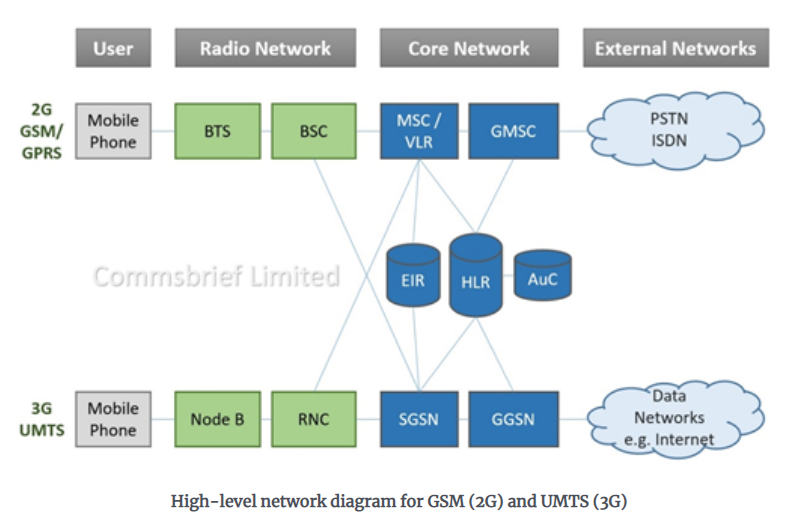 User
Radio Network
Core Network
External Networks
2G
GSM/
GPRS
Mobile
Phone
BTS
BSC
MSC /
VLR
GMSC
PSTN
ISDN
Commsbrief Limited
EIR
HLR
AuC
3G
UMTS
Mobile
Phone
Node B
RNC
SGSN
GGSN
Data
Networks
e.g. Internet
High-level network diagram for GSM (2G) and UMTS (3G)